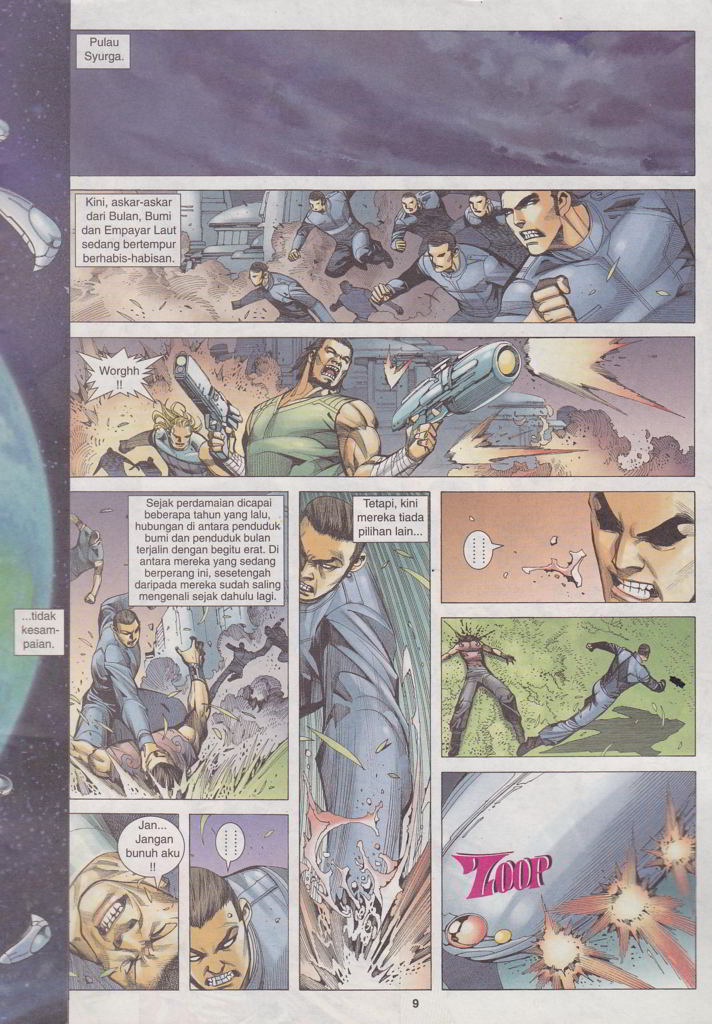 Pulau
Syurga.
Kini, askar-askar
dari Bulan, Bumi
dan Empayar Laut
sedang bertempur
berhabis-habisan.
Worghh
!!
Sejak perdamaian dicapai
beberapa tahun yang lalu,
hubungan di antara penduduk
bumi dan penduduk bulan
terjalin dengan begitu erat. Di
antara mereka yang sedang
berperang ini, sesetengah
daripada mereka sudah saling
mengenali sejak dahulu lagi.
Tetapi, kini
mereka tiada
pilihan lain...
...tidak
kesam-
paian.
Jan...
Jangan
bunuh aku
!!
ZOOP
9